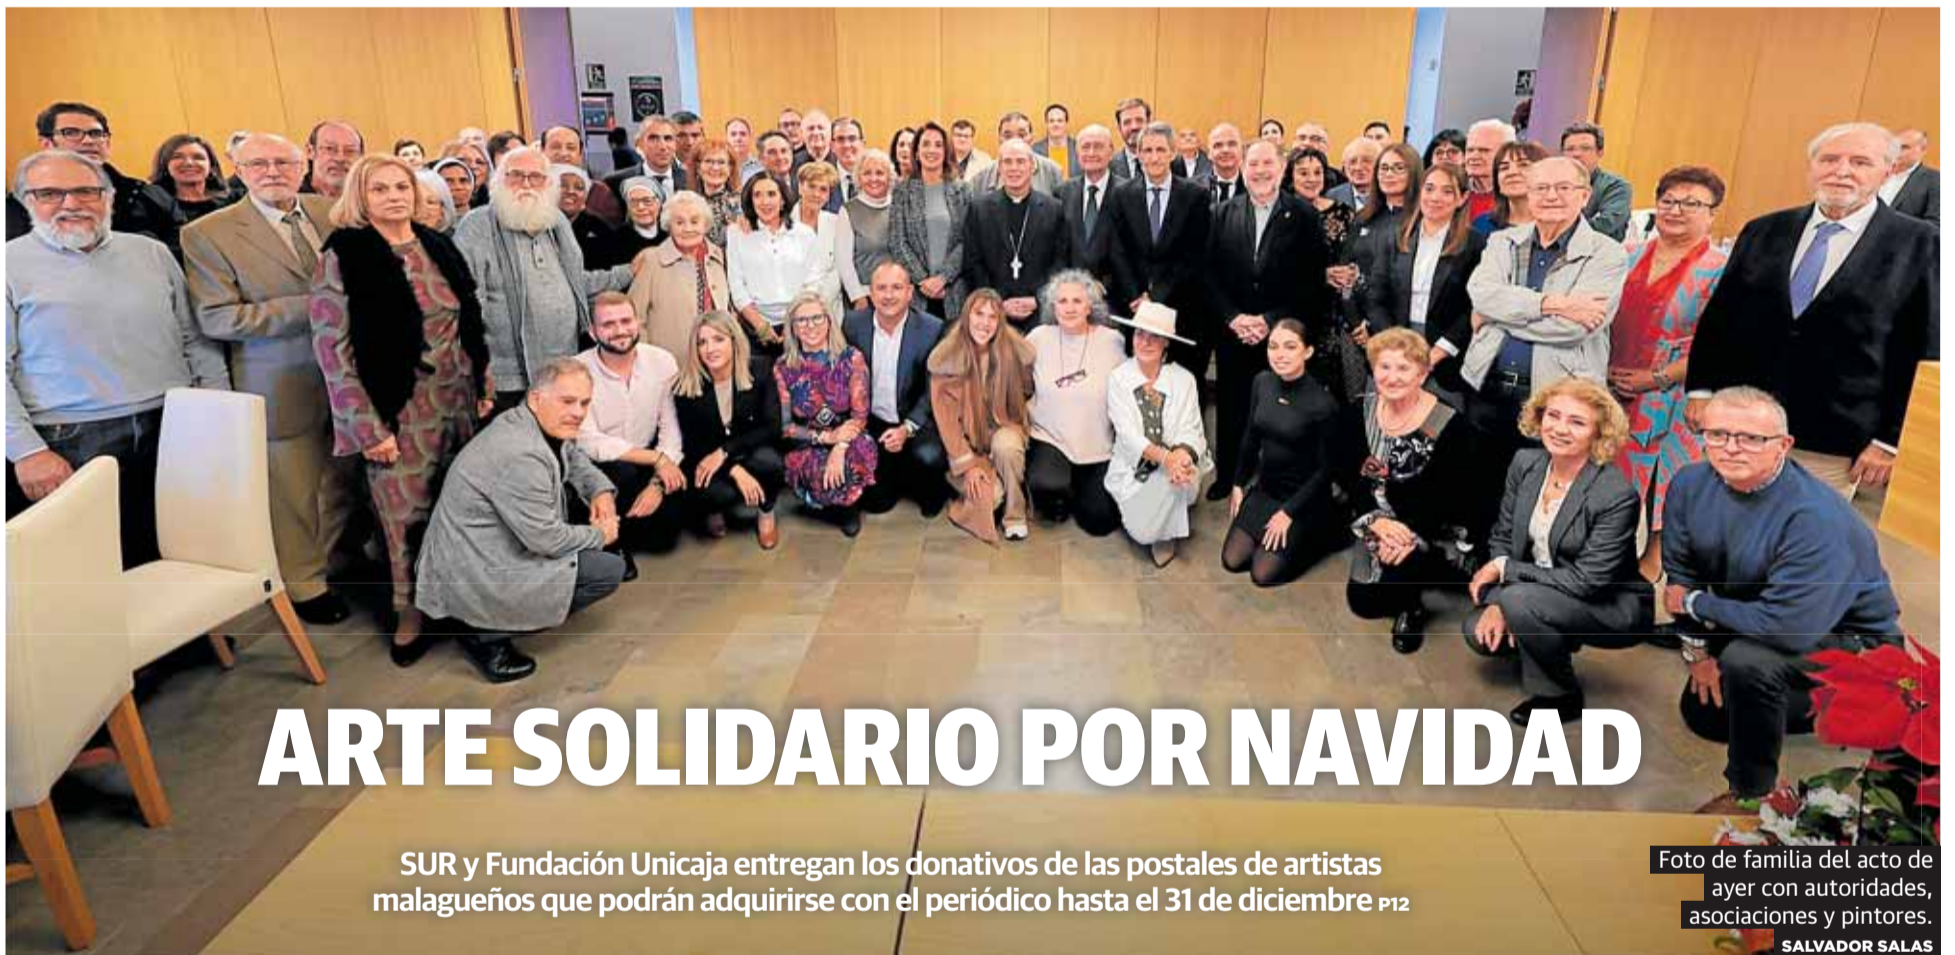 ARTE SOLIDARIO POR NAVIDAD
SUR y Fundación Unicaja entregan los donativos de las postales de artistas
malagueños que podrán adquirirse con el periódico hasta el 31 de diciembre P12
Foto de familia del acto de
ayer con autoridades,
asociaciones y pintores.
SALVADOR SALAS